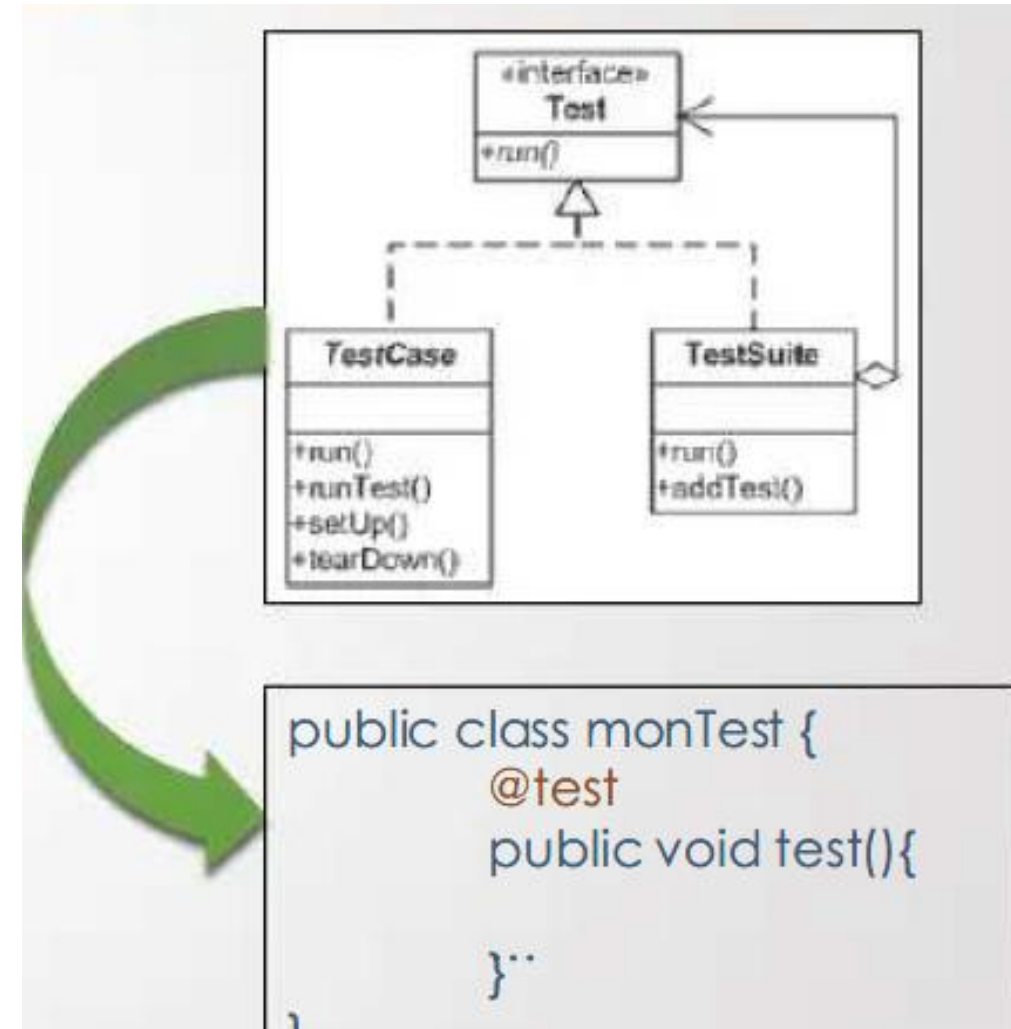 «interface»
Test
+run()
TestCase
+run()
+runTest()
+setUp()
+tearDown()
TestSuite
+run()
+addTest()
public class monTest {
@test
public void test(){
}¨
}